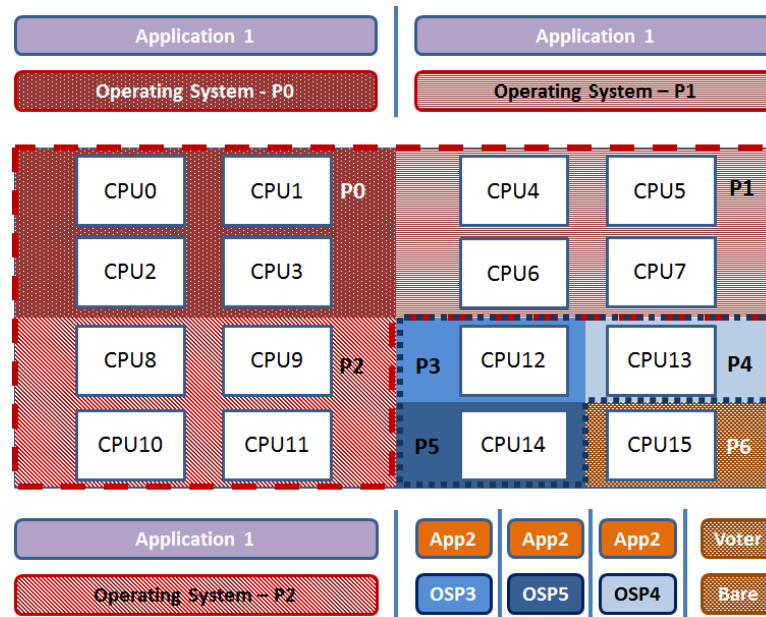 Application 1
Application 1
Operating System - P0
Operating System – P1
CPU0
CPU1
P0
CPU4
CPU5
P1
CPU2
CPU3
CPU6
CPU7
CPU8
CPU9
P2
P3
CPU12
CPU13
P4
CPU10
CPU11
P5
CPU14
CPU15
P6
Application 1
App2
App2
App2
Voter
Operating System – P2
OSP3
OSP5
OSP4
Bare